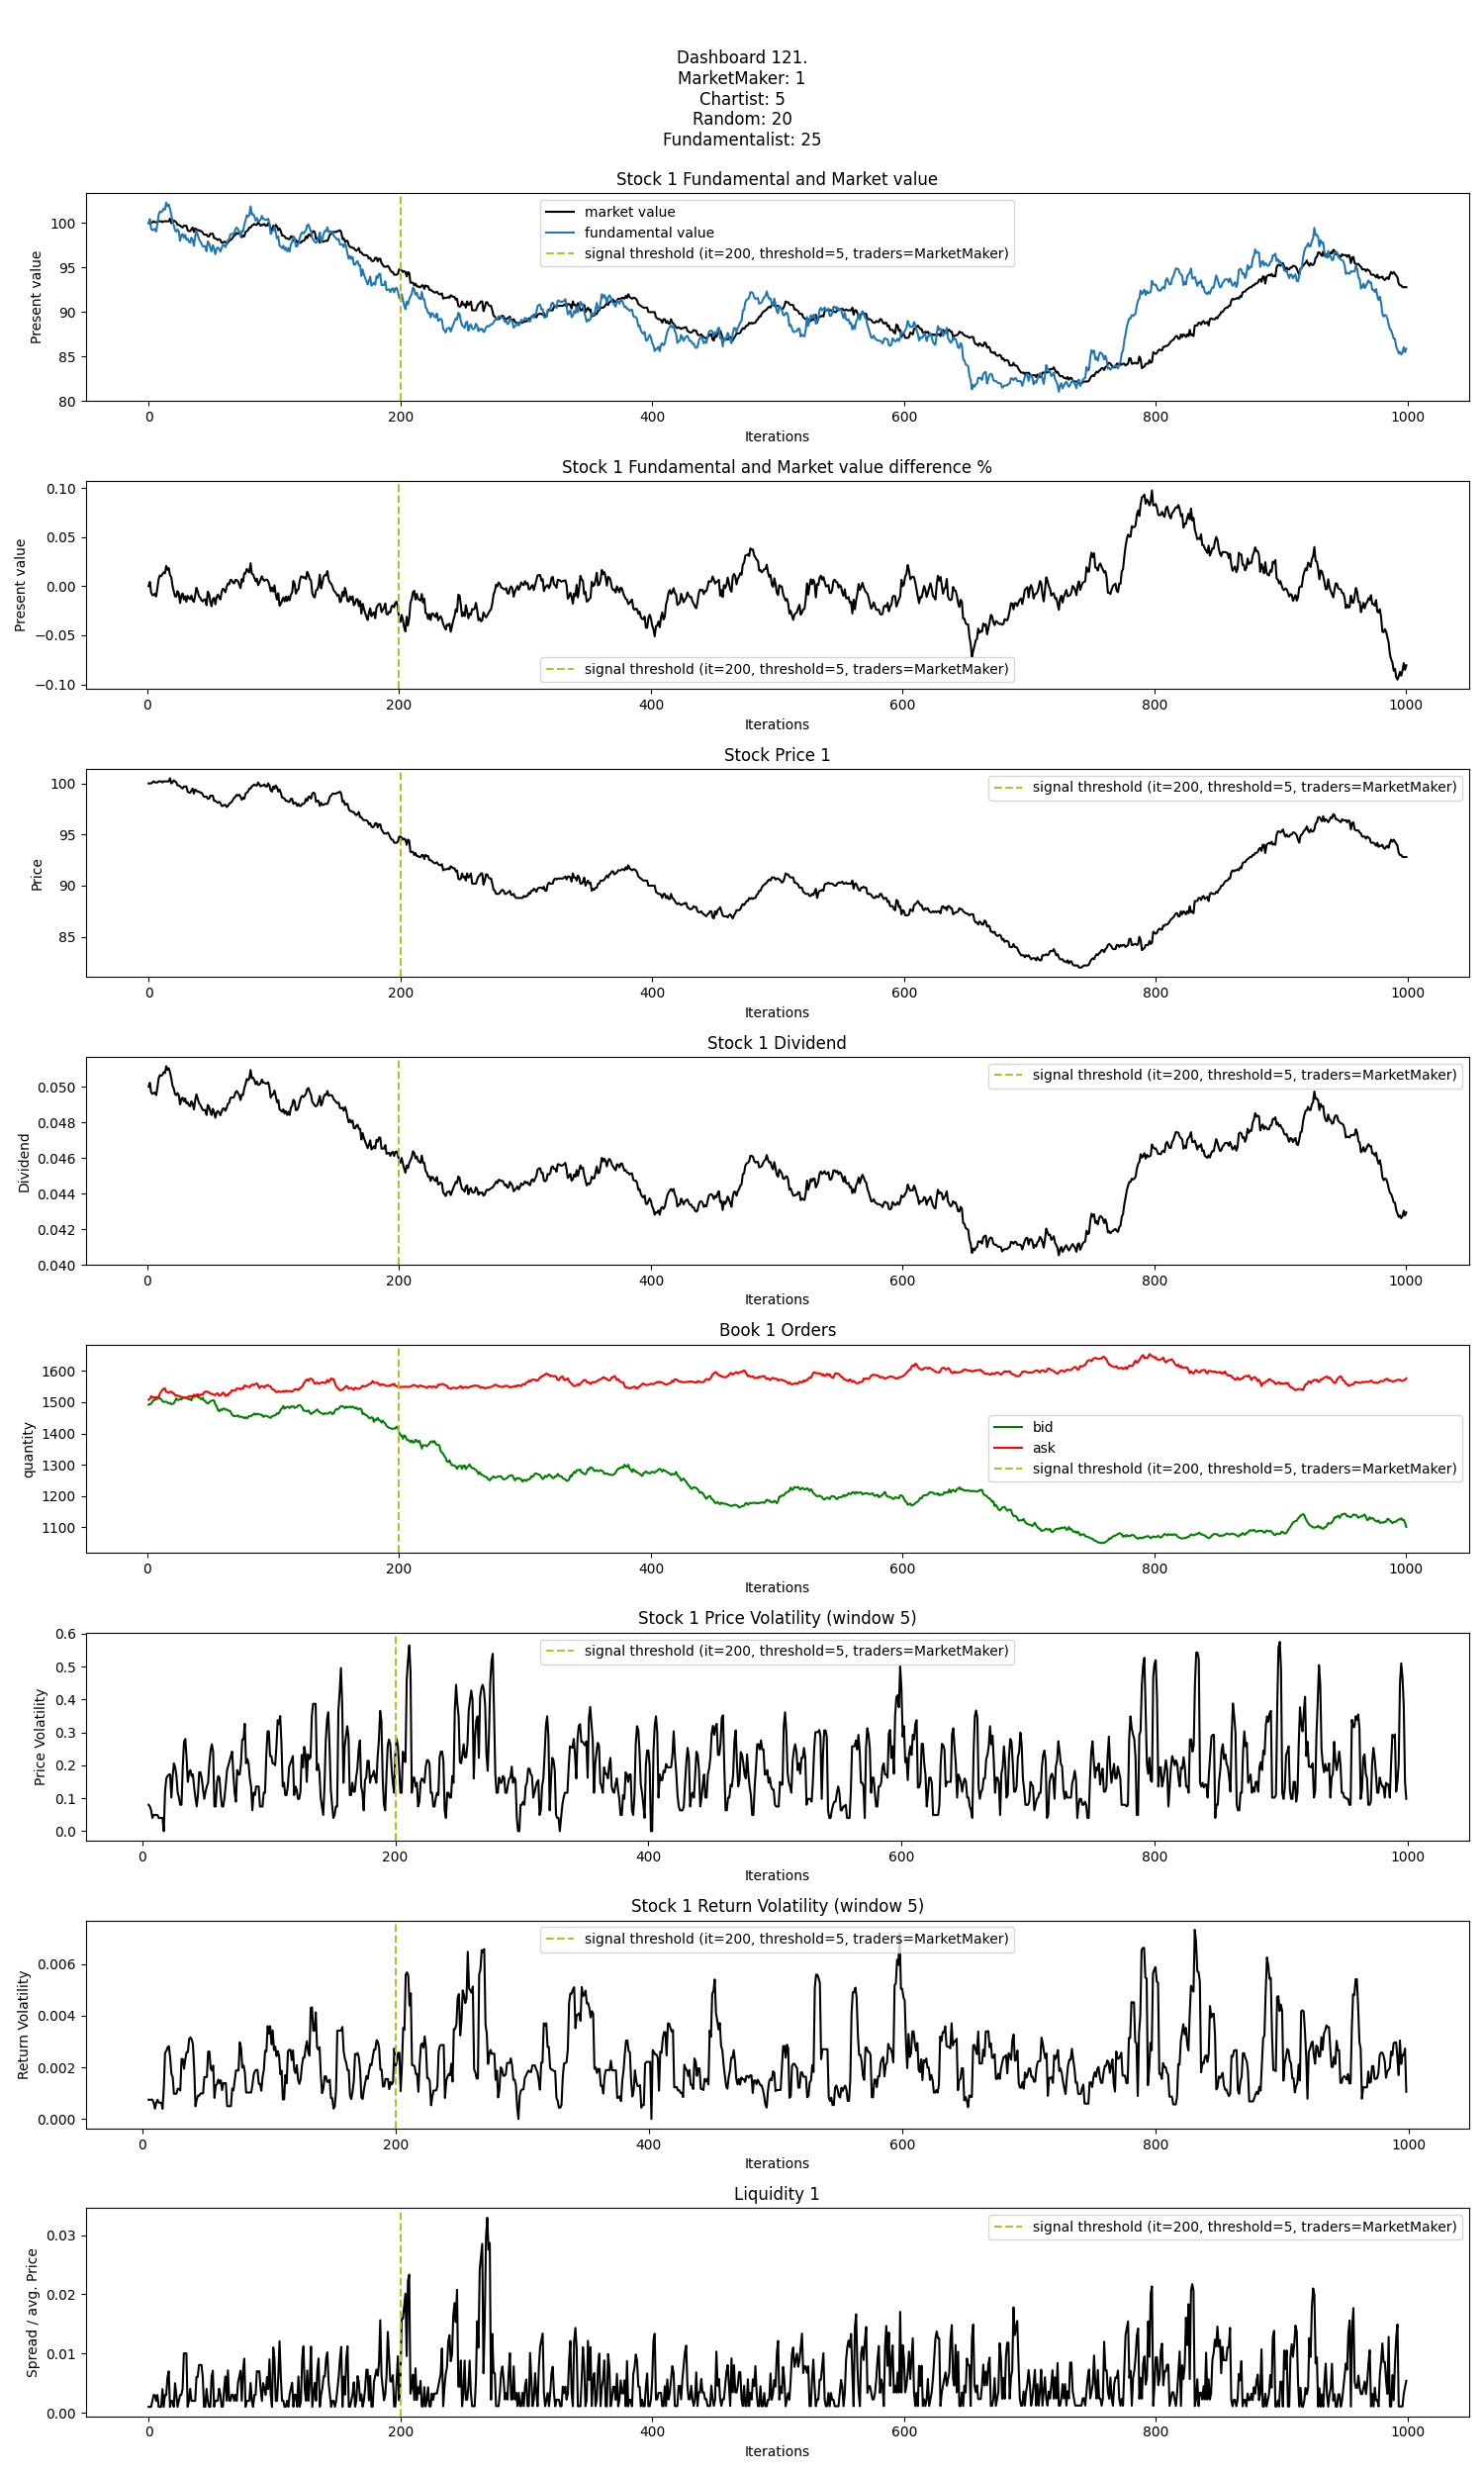 Dashboard 121.
MarketMaker: 1
Chartist: 5
Random: 20
Fundamentalist: 25
Stock 1 Fundamental and Market value
market value
fundamental value
signal threshold (it=200, threshold=5, traders=MarketMaker)
Present value
100
95
90
85
80
0 200 400 600 800 1000
Iterations
Stock 1 Fundamental and Market value difference %
Present value
0.10
0.05
0.00
−0.05
−0.10
signal threshold (it=200, threshold=5, traders=MarketMaker)
0 200 400 600 800 1000
Iterations
Stock Price 1
signal threshold (it=200, threshold=5, traders=MarketMaker)
Price
100
95
90
85
0 200 400 600 800 1000
Iterations
Stock 1 Dividend
signal threshold (it=200, threshold=5, traders=MarketMaker)
Dividend
0.050
0.048
0.046
0.044
0.042
0.040
0 200 400 600 800 1000
Iterations
Book 1 Orders
quantity
1600
1500
1400
1300
1200
1100
bid
ask
signal threshold (it=200, threshold=5, traders=MarketMaker)
0 200 400 600 800 1000
Iterations
Stock 1 Price Volatility (window 5)
signal threshold (it=200, threshold=5, traders=MarketMaker)
Price Volatility
0.6
0.5
0.4
0.3
0.2
0.1
0.0
0 200 400 600 800 1000
Iterations
Stock 1 Return Volatility (window 5)
signal threshold (it=200, threshold=5, traders=MarketMaker)
Return Volatility
0.006
0.004
0.002
0.000
0 200 400 600 800 1000
Iterations
Liquidity 1
signal threshold (it=200, threshold=5, traders=MarketMaker)
Spread / avg. Price
0.03
0.02
0.01
0.00
0 200 400 600 800 1000
Iterations